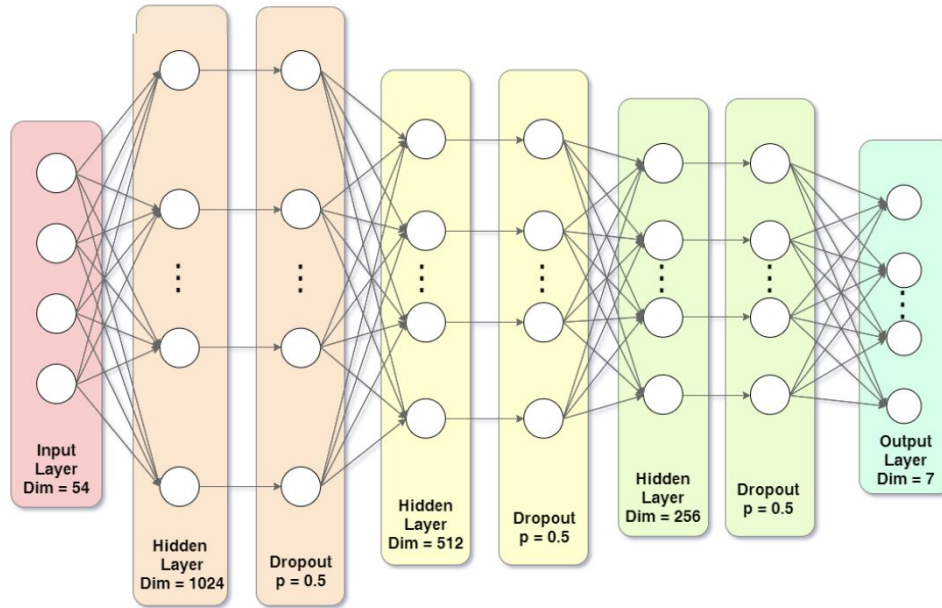 Input
Layer
Dim = 54
Hidden
Layer
Dim = 1024
Dropout
p = 0.5
Hidden
Layer
Dim = 512
Dropout
p = 0.5
Hidden
Layer
Dim = 256
Dropout
p = 0.5
Output
Layer
Dim = 7